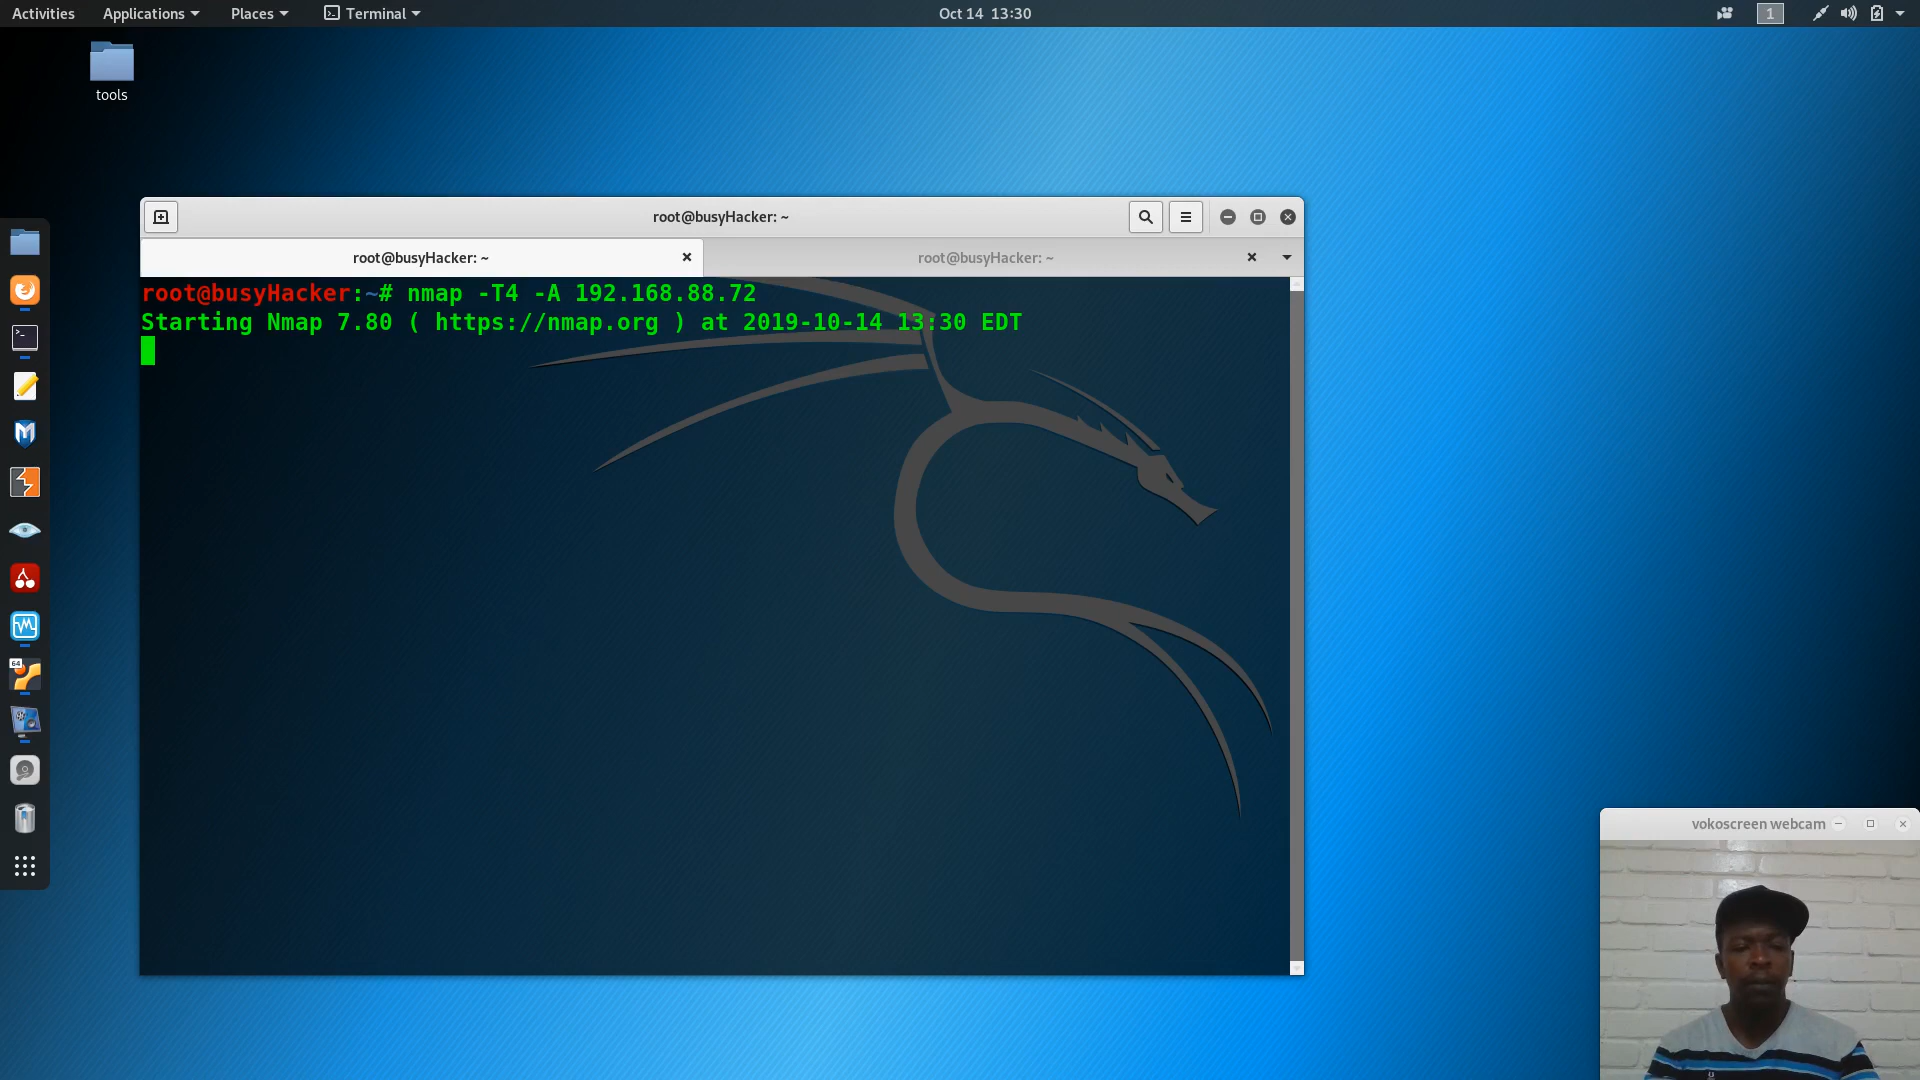 Activities Applications Places Terminal Oct 14 13:30 1
tools
root@busyHacker: ~
root@busyHacker: ~ root@busyHacker: ~
root@busyHacker:~# nmap -T4 -A 192.168.88.72
Starting Nmap 7.80 ( https://nmap.org ) at 2019-10-14 13:30 EDT
64
vokoscreen webcam